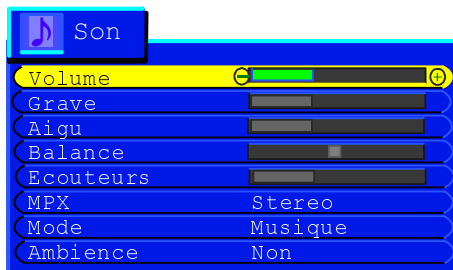 Son
Volume
Grave
Aigu
Balance
Ecouteurs
MPX Stereo
Mode Musique
Ambience Non